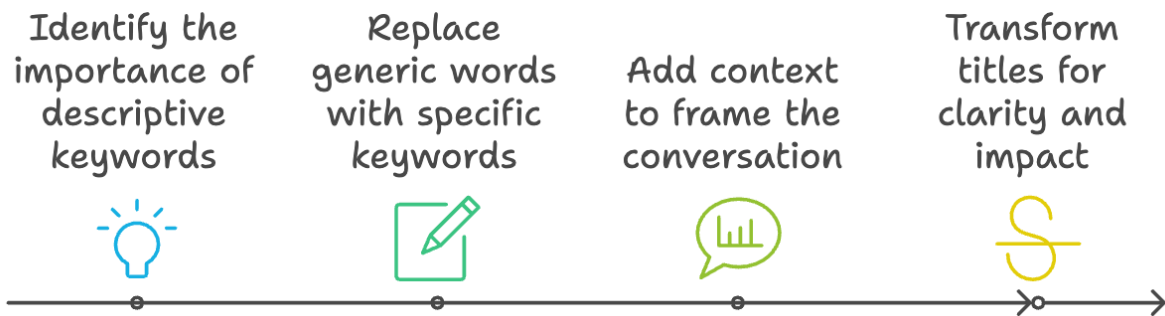 Identify the
importance of
descriptive
keywords
Replace
generic words
with specific
keywords
Add context
to frame the
conversation
Transform
titles for
clarity and
impact